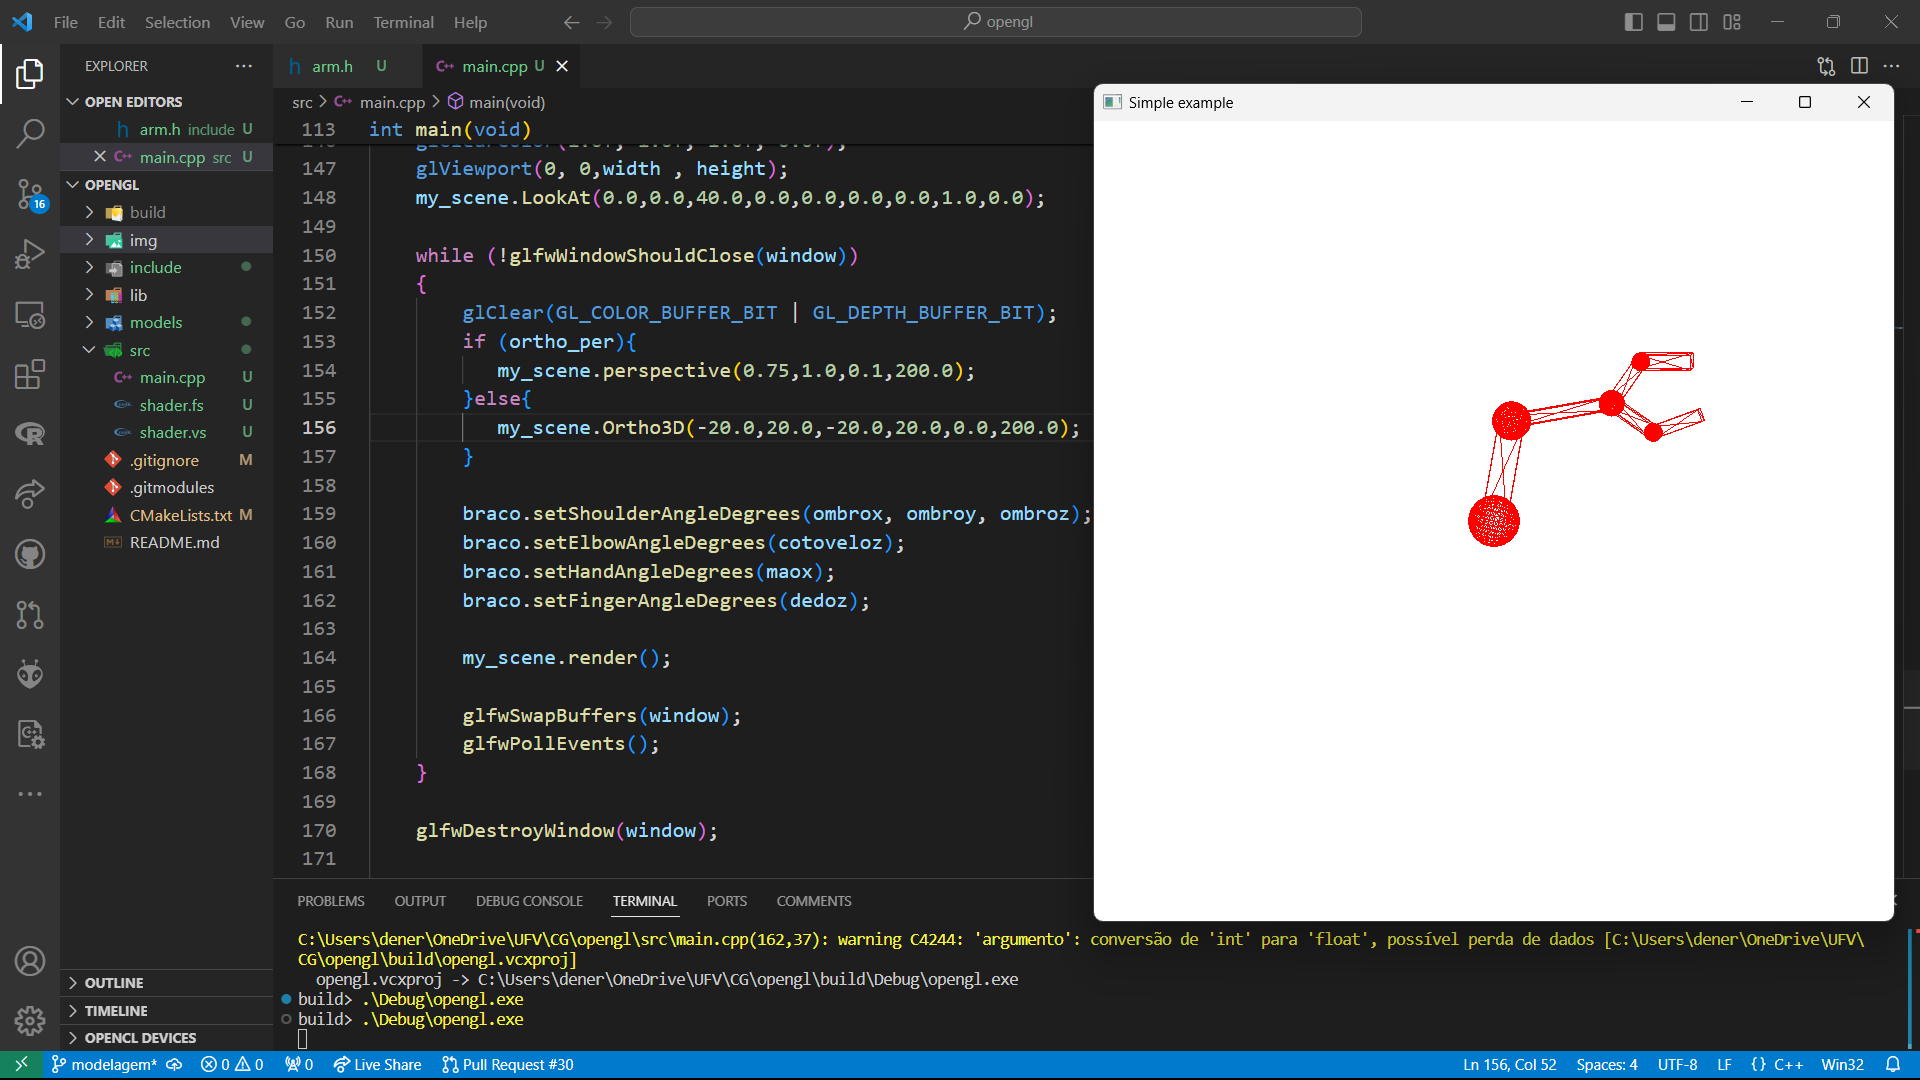 File Edit Selection View Go Run Terminal Help
opengl
EXPLORER
OPEN EDITORS
arm.h include U
main.cpp src U
OPENGL
build
img
include
lib
models
src
main.cpp U
shader.fs U
shader.vs U
.gitignore M
.gitmodules
CMakeLists.txt M
README.md
OUTLINE
TIMELINE
OPENCL DEVICES
16
arm.h U
main.cpp U
src > main.cpp > main(void)
113 int main(void)
147 glViewport(0, 0,width , height);
148 my_scene.LookAt(0.0,0.0,40.0,0.0,0.0,0.0,0.0,1.0,0.0);
149
150 while (!glfwWindowShouldClose(window))
151 {
152 glClear(GL_COLOR_BUFFER_BIT | GL_DEPTH_BUFFER_BIT);
153 if (ortho_per){
154 my_scene.perspective(0.75,1.0,0.1,200.0);
155 }else{
156 my_scene.Ortho3D(-20.0,20.0,-20.0,20.0,0.0,200.0);
157 }
158
159 braco.setShoulderAngleDegrees(ombrox, ombroy, ombroz);
160 braco.setElbowAngleDegrees(cotoveloz);
161 braco.setHandAngleDegrees(maox);
162 braco.setFingerAngleDegrees(dedoz);
163
164 my_scene.render();
165
166 glfwSwapBuffers(window);
167 glfwPollEvents();
168 }
169
170 glfwDestroyWindow(window);
171
Simple example
PROBLEMS OUTPUT DEBUG CONSOLE TERMINAL PORTS COMMENTS
C:\Users\dener\OneDrive\UFV\CG\opengl\src\main.cpp(162,37): warning C4244: 'argumento': conversão de 'int' para 'float', possível perda de dados [C:\Users\dener\OneDrive\UFV\
CG\opengl\build\opengl.vcxproj]
opengl.vcxproj -> C:\Users\dener\OneDrive\UFV\CG\opengl\build\Debug\opengl.exe
build> .\Debug\opengl.exe
build> .\Debug\opengl.exe
modelagem* 0 0 0 Live Share Pull Request #30 Ln 156, Col 52 Spaces: 4 UTF-8 LF {} C++ Win32